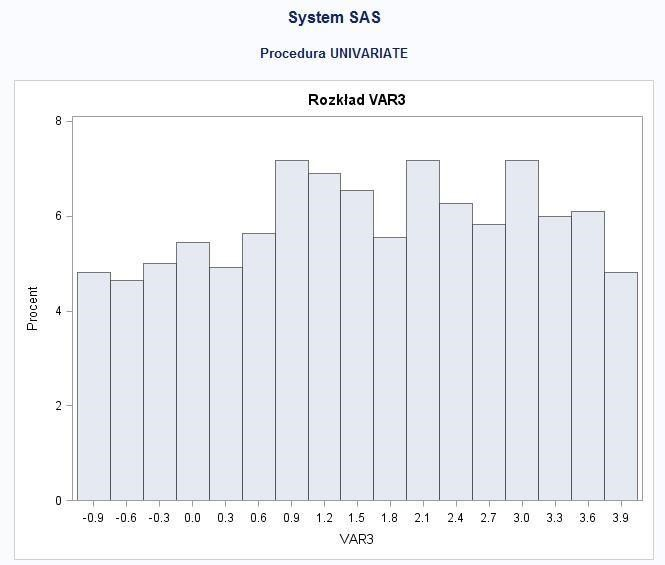 System SAS
Procedura UNIVARIATE
Rozkład VAR3
8
6
4
2
0
Procent
-0.9 -0.6 -0.3 0.0 0.3 0.6 0.9 1.2 1.5 1.8 2.1 2.4 2.7 3.0 3.3 3.6 3.9
VAR3